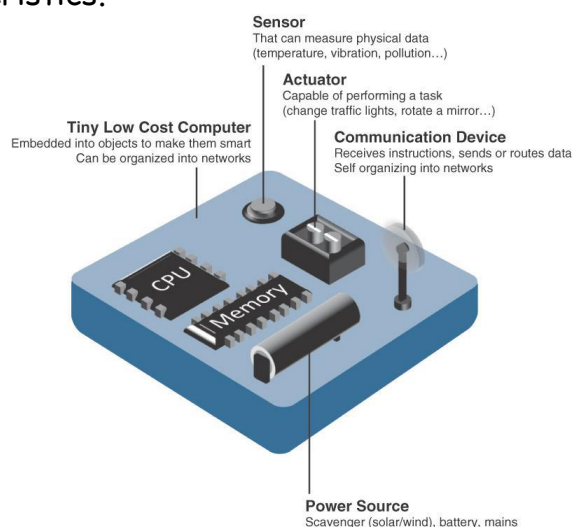 Sensor
That can measure physical data
(temperature, vibration, pollution…)
Actuator
Capable of performing a task
(change traffic lights, rotate a mirror…)
Tiny Low Cost Computer
Embedded into objects to make them smart
Can be organized into networks
Communication Device
Receives instructions, sends or routes data
Self organizing into networks
CPU
Memory
Power Source
Scavenger (solar/wind), battery, mains